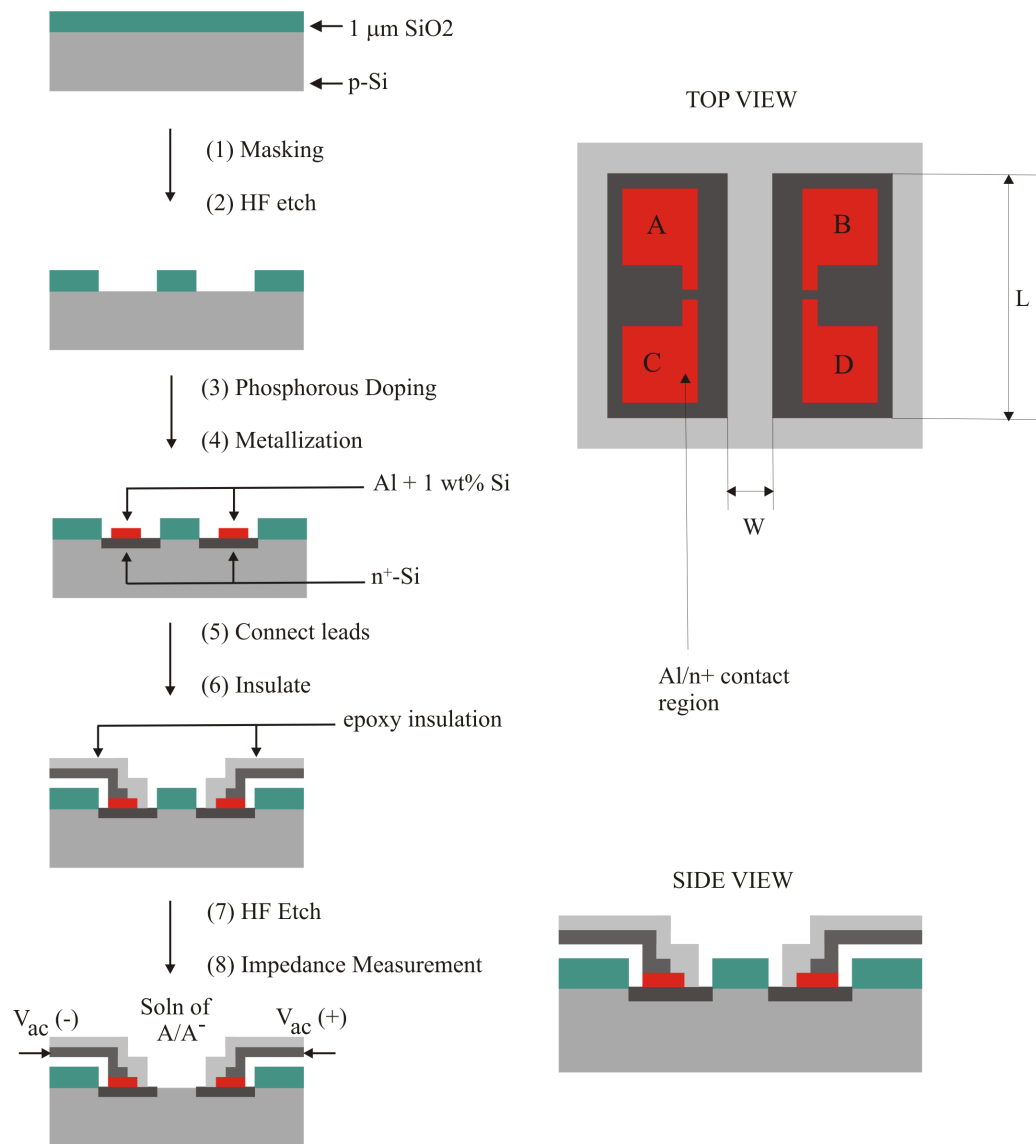 1 μm SiO2
p-Si
(1) Masking
(2) HF etch
(3) Phosphorous Doping
(4) Metallization
Al + 1 wt% Si
n⁺-Si
(5) Connect leads
(6) Insulate
epoxy insulation
(7) HF Etch
(8) Impedance Measurement
Soln of
A/A⁻
V_ac (-)
V_ac (+)
TOP VIEW
A
B
C
D
L
W
Al/n+ contact
region
SIDE VIEW